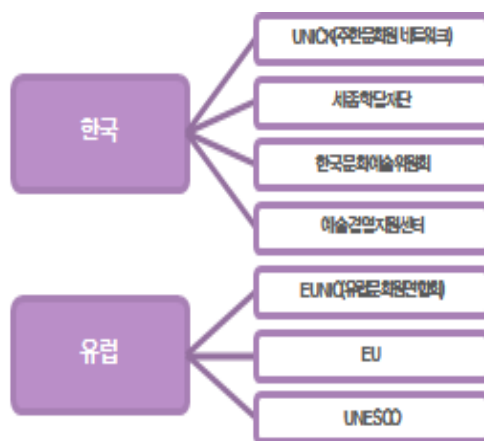 한국
UNICK(주한문화원 네트워크)
세종학당재단
한국문화예술위원회
예술경영지원센터
유럽
EUNIC(유럽문화원연합회)
EU
UNESCO